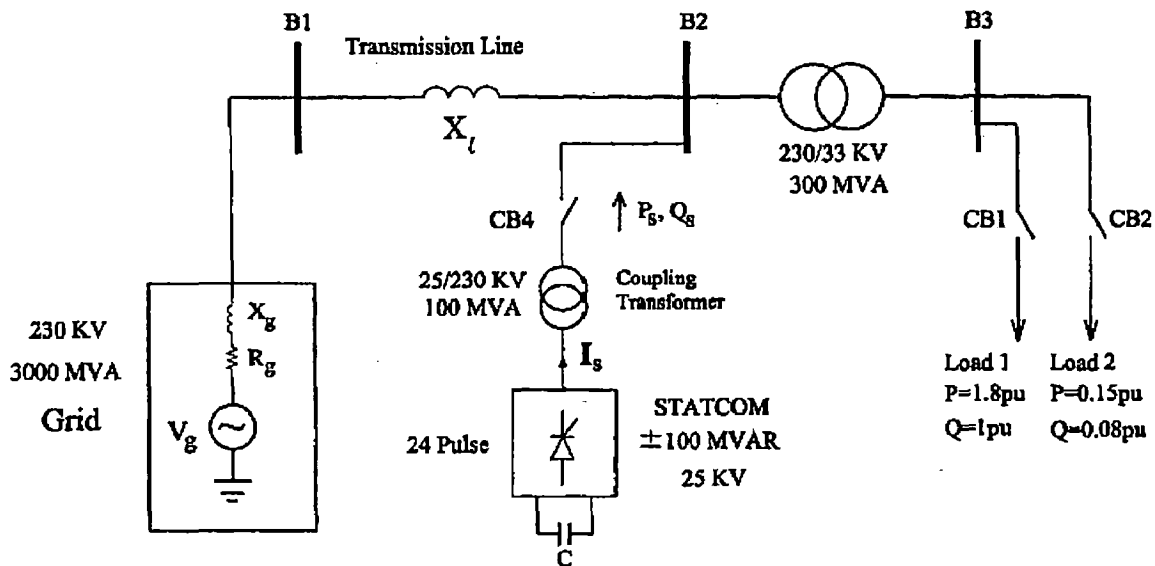 B1
B2
B3
Transmission Line
X_l
230/33 KV
300 MVA
CB4
P_s, Q_s
CB1
CB2
25/230 KV
100 MVA
Coupling
Transformer
230 KV
3000 MVA
Grid
X_g
R_g
V_g
I_s
24 Pulse
STATCOM
±100 MVAR
25 KV
C
Load 1
P=1.8pu
Q=1pu
Load 2
P=0.15pu
Q=0.08pu